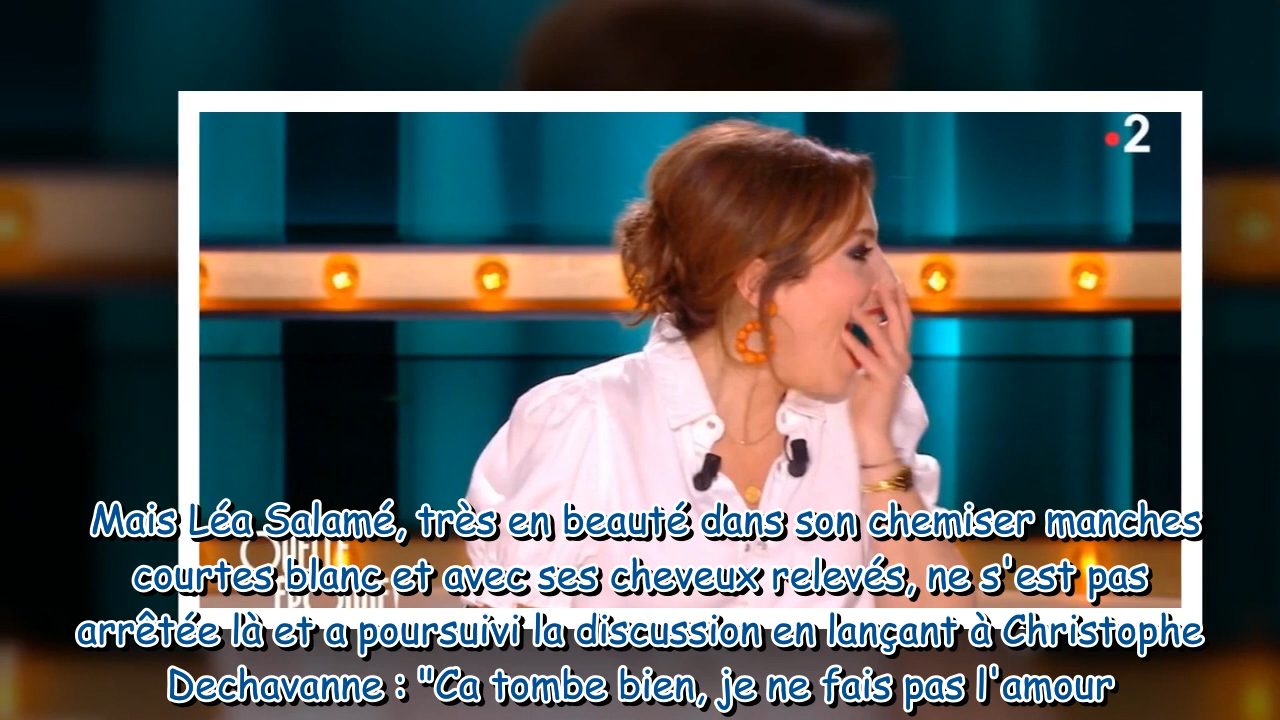 2
Mais Léa Salamé, très en beauté dans son chemiser manches
courtes blanc et avec ses cheveux relevés, ne s'est pas
arrêtée là et a poursuivi la discussion en lançant à Christophe
Dechavanne : "Ca tombe bien, je ne fais pas l'amour
QUELLE
ÉPOQUE!